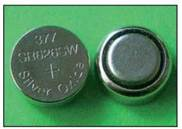 377
SR626SW
+
Silver Oxide